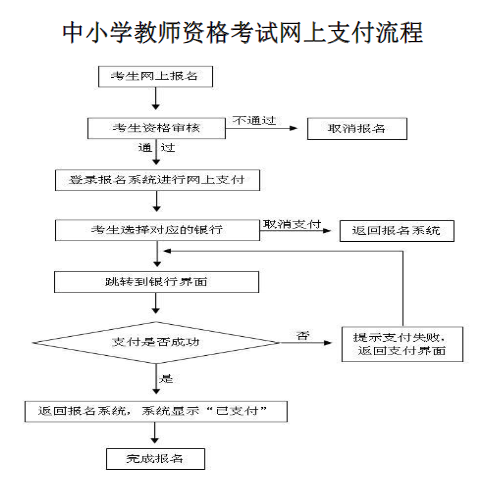 中小学教师资格考试网上支付流程
考生网上报名
考生资格审核
不通过
取消报名
通过
登录报名系统进行网上支付
考生选择对应的银行
取消支付
返回报名系统
跳转到银行界面
支付是否成功
否
提示支付失败，
返回支付界面
是
返回报名系统，系统显示“已支付”
完成报名